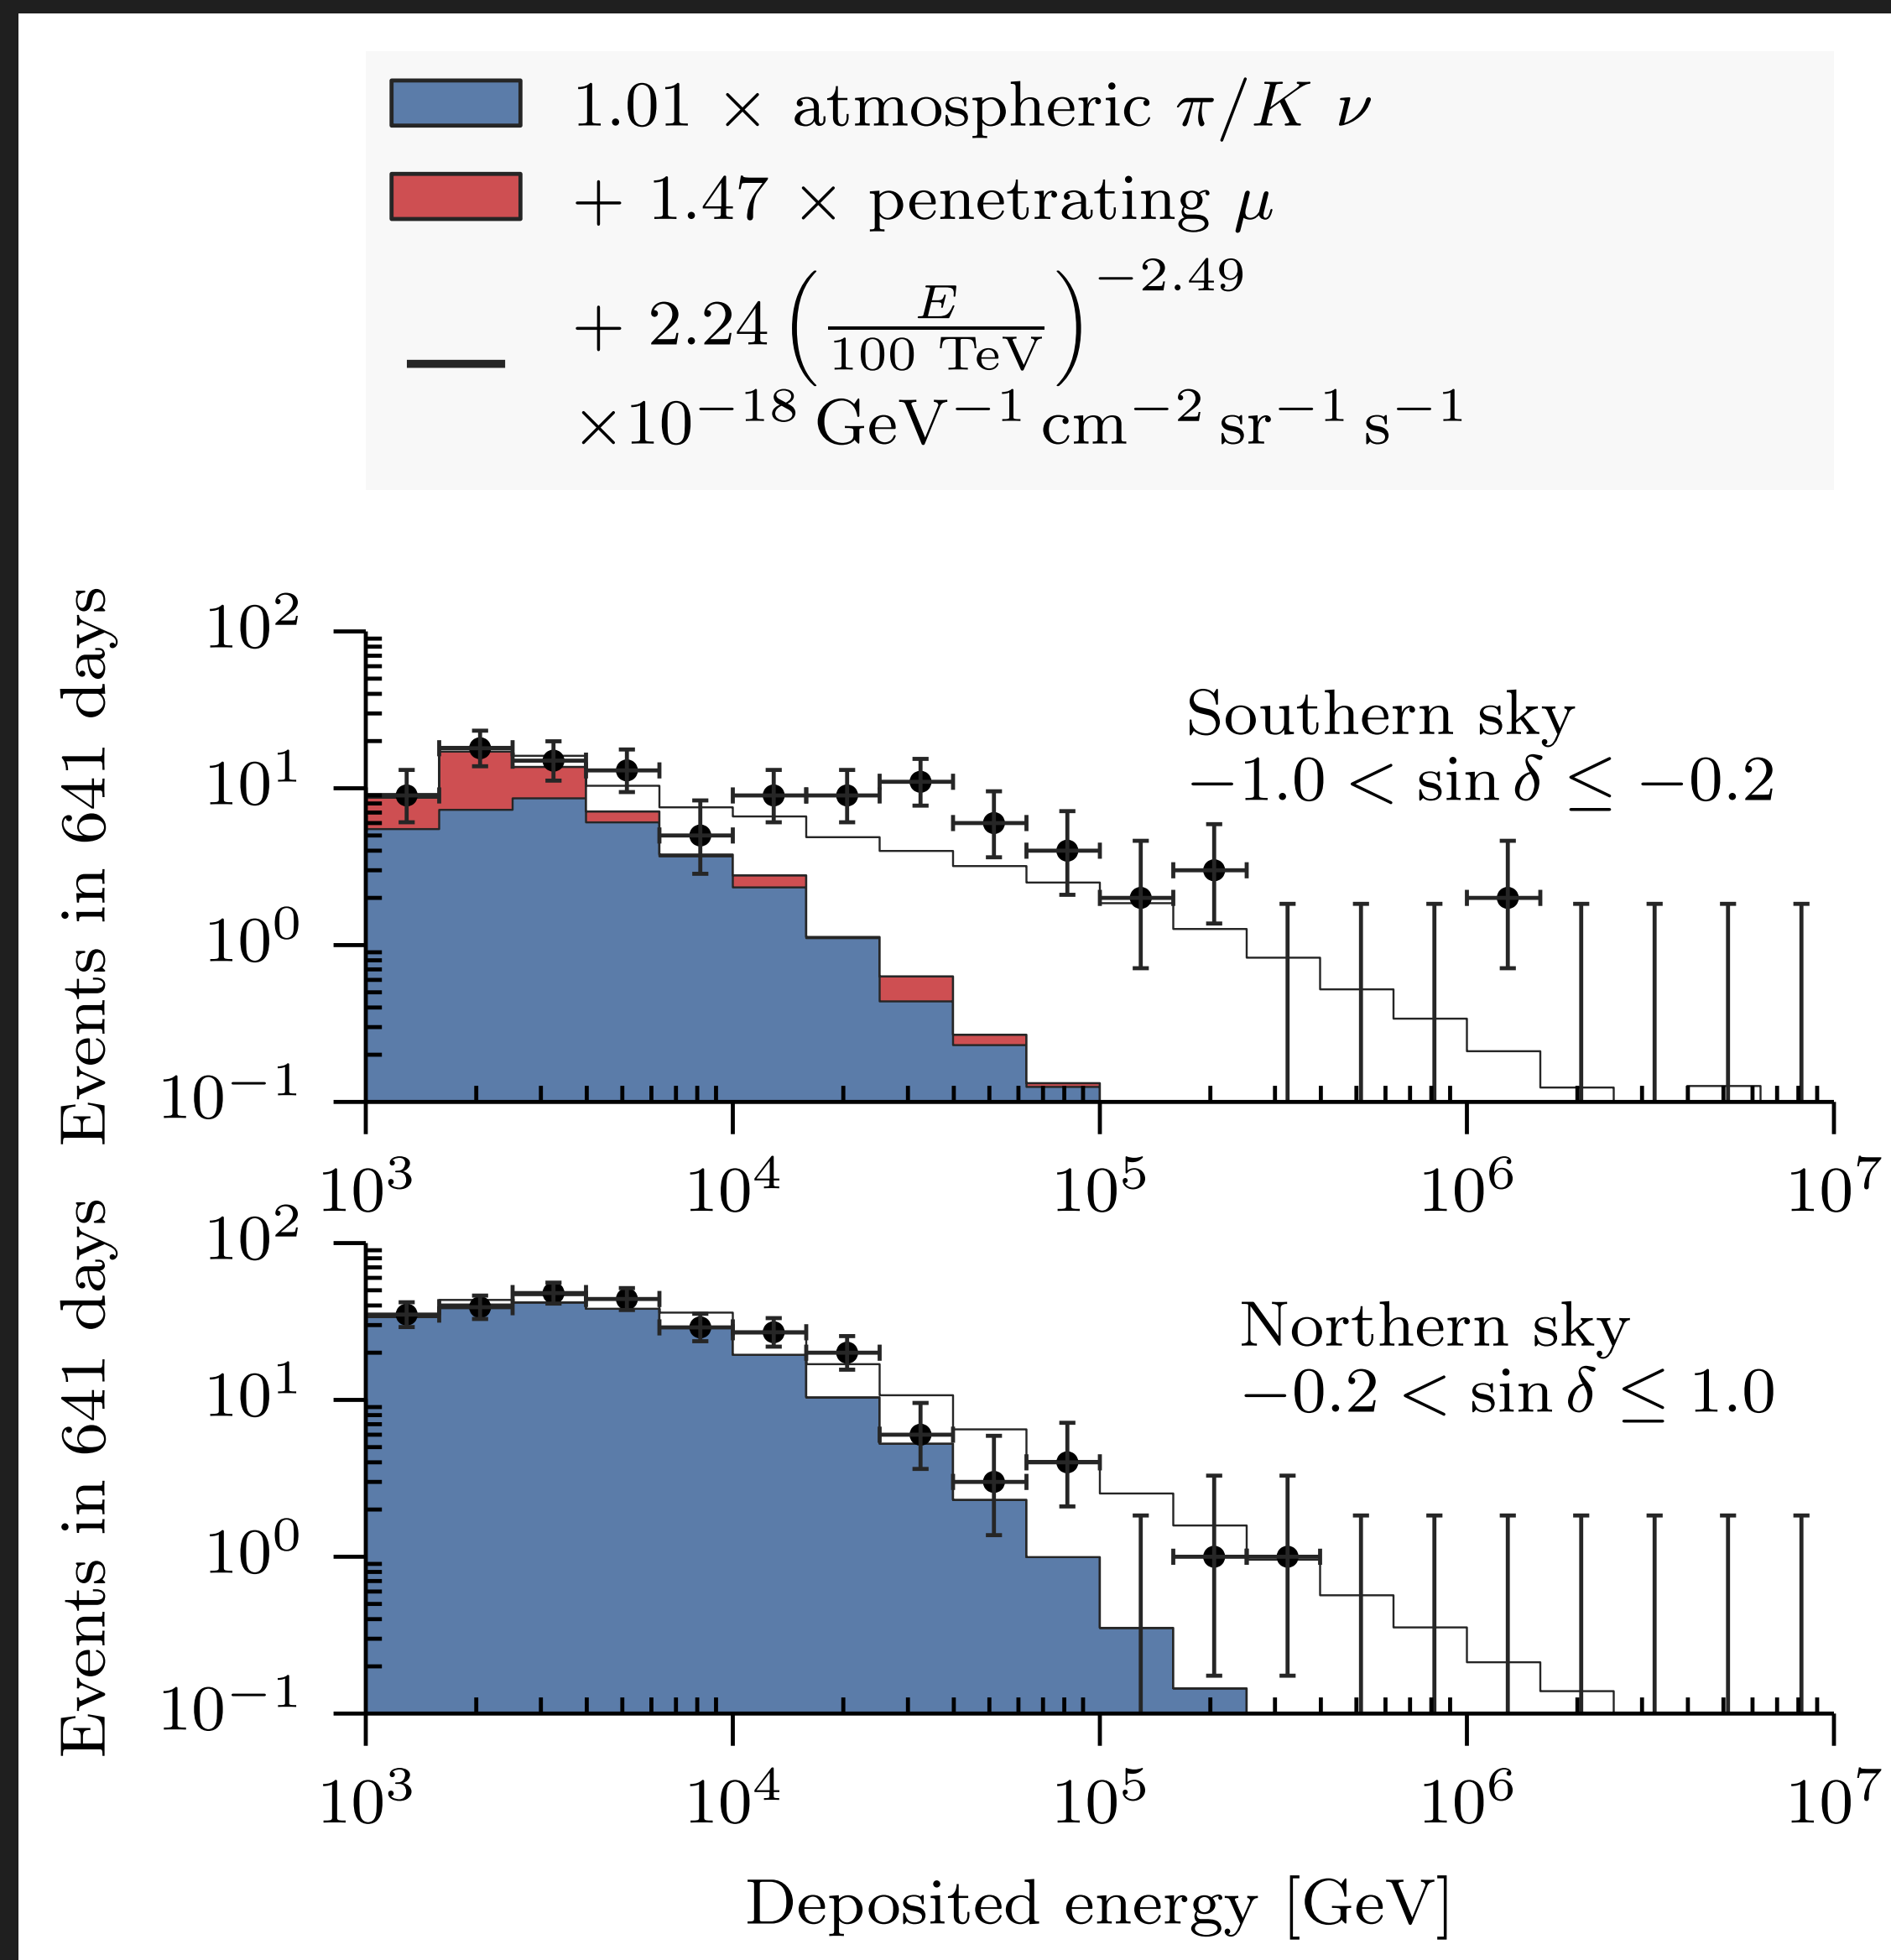 1.01 × atmospheric π/K ν
+ 1.47 × penetrating μ
+ 2.24 (E / 100 TeV)^−2.49
×10^−18 GeV^−1 cm^−2 sr^−1 s^−1
Events in 641 days
10^2
10^1
10^0
10^−1
Southern sky
−1.0 < sin δ ≤ −0.2
10^3 10^4 10^5 10^6 10^7
Events in 641 days
10^2
10^1
10^0
10^−1
Northern sky
−0.2 < sin δ ≤ 1.0
10^3 10^4 10^5 10^6 10^7
Deposited energy [GeV]